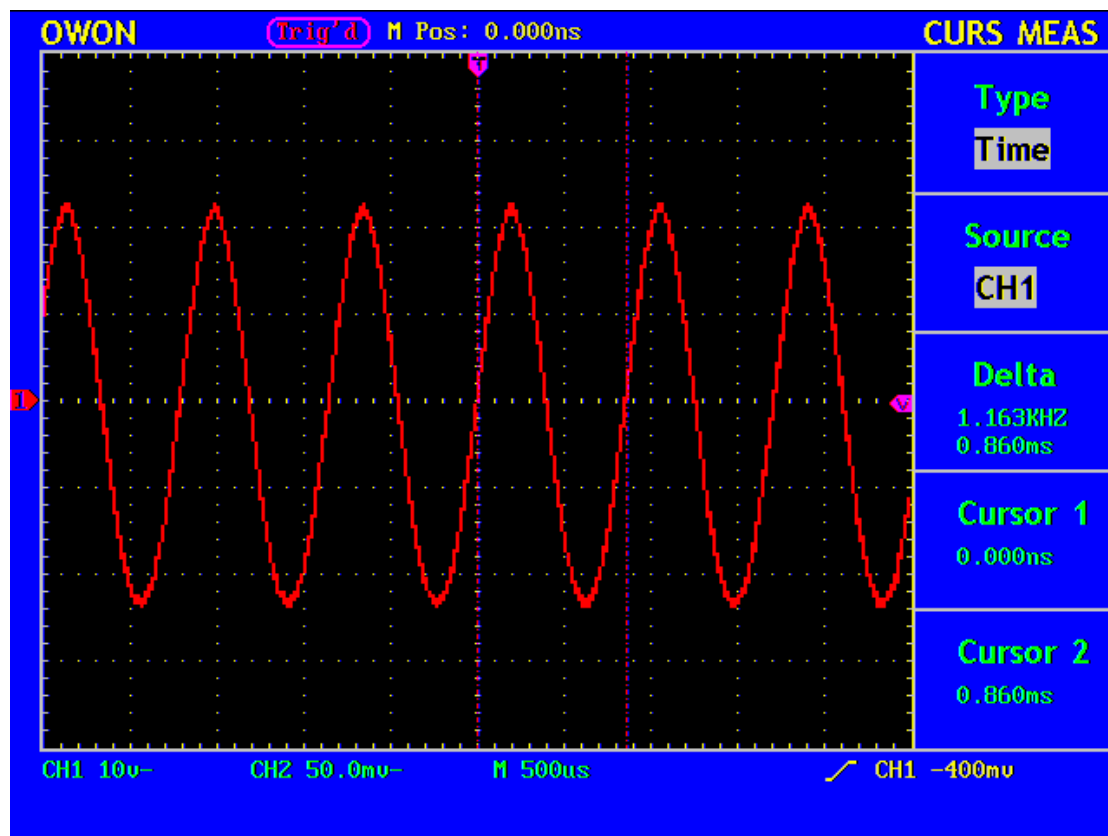 OWON Trig'd M Pos: 0.000ns CURS MEAS
T
Type
Time
Source
CH1
1
Delta
V
1.163KHZ
0.860ms
Cursor 1
0.000ns
Cursor 2
0.860ms
CH1 10v- CH2 50.0mv- M 500us CH1 -400mv